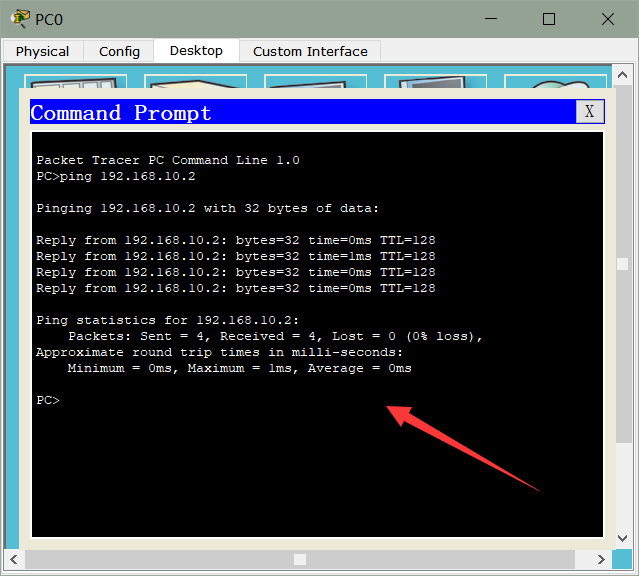 PC0
Physical Config Desktop Custom Interface
Command Prompt X
Packet Tracer PC Command Line 1.0
PC>ping 192.168.10.2
Pinging 192.168.10.2 with 32 bytes of data:
Reply from 192.168.10.2: bytes=32 time=0ms TTL=128
Reply from 192.168.10.2: bytes=32 time=1ms TTL=128
Reply from 192.168.10.2: bytes=32 time=0ms TTL=128
Reply from 192.168.10.2: bytes=32 time=0ms TTL=128
Ping statistics for 192.168.10.2:
    Packets: Sent = 4, Received = 4, Lost = 0 (0% loss),
Approximate round trip times in milli-seconds:
    Minimum = 0ms, Maximum = 1ms, Average = 0ms
PC>